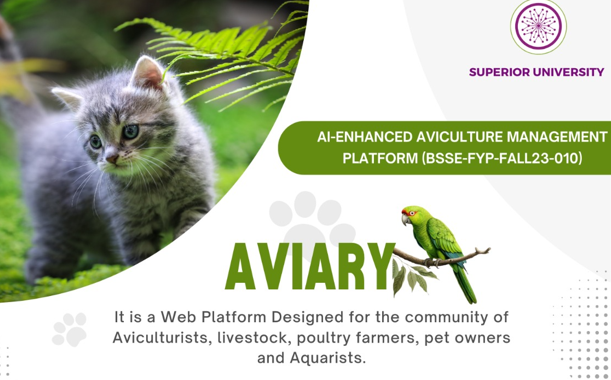 SUPERIOR UNIVERSITY
AI-ENHANCED AVICULTURE MANAGEMENT
PLATFORM (BSSE-FYP-FALL23-010)
AVIARY
It is a Web Platform Designed for the community of
Aviculturists, livestock, poultry farmers, pet owners
and Aquarists.